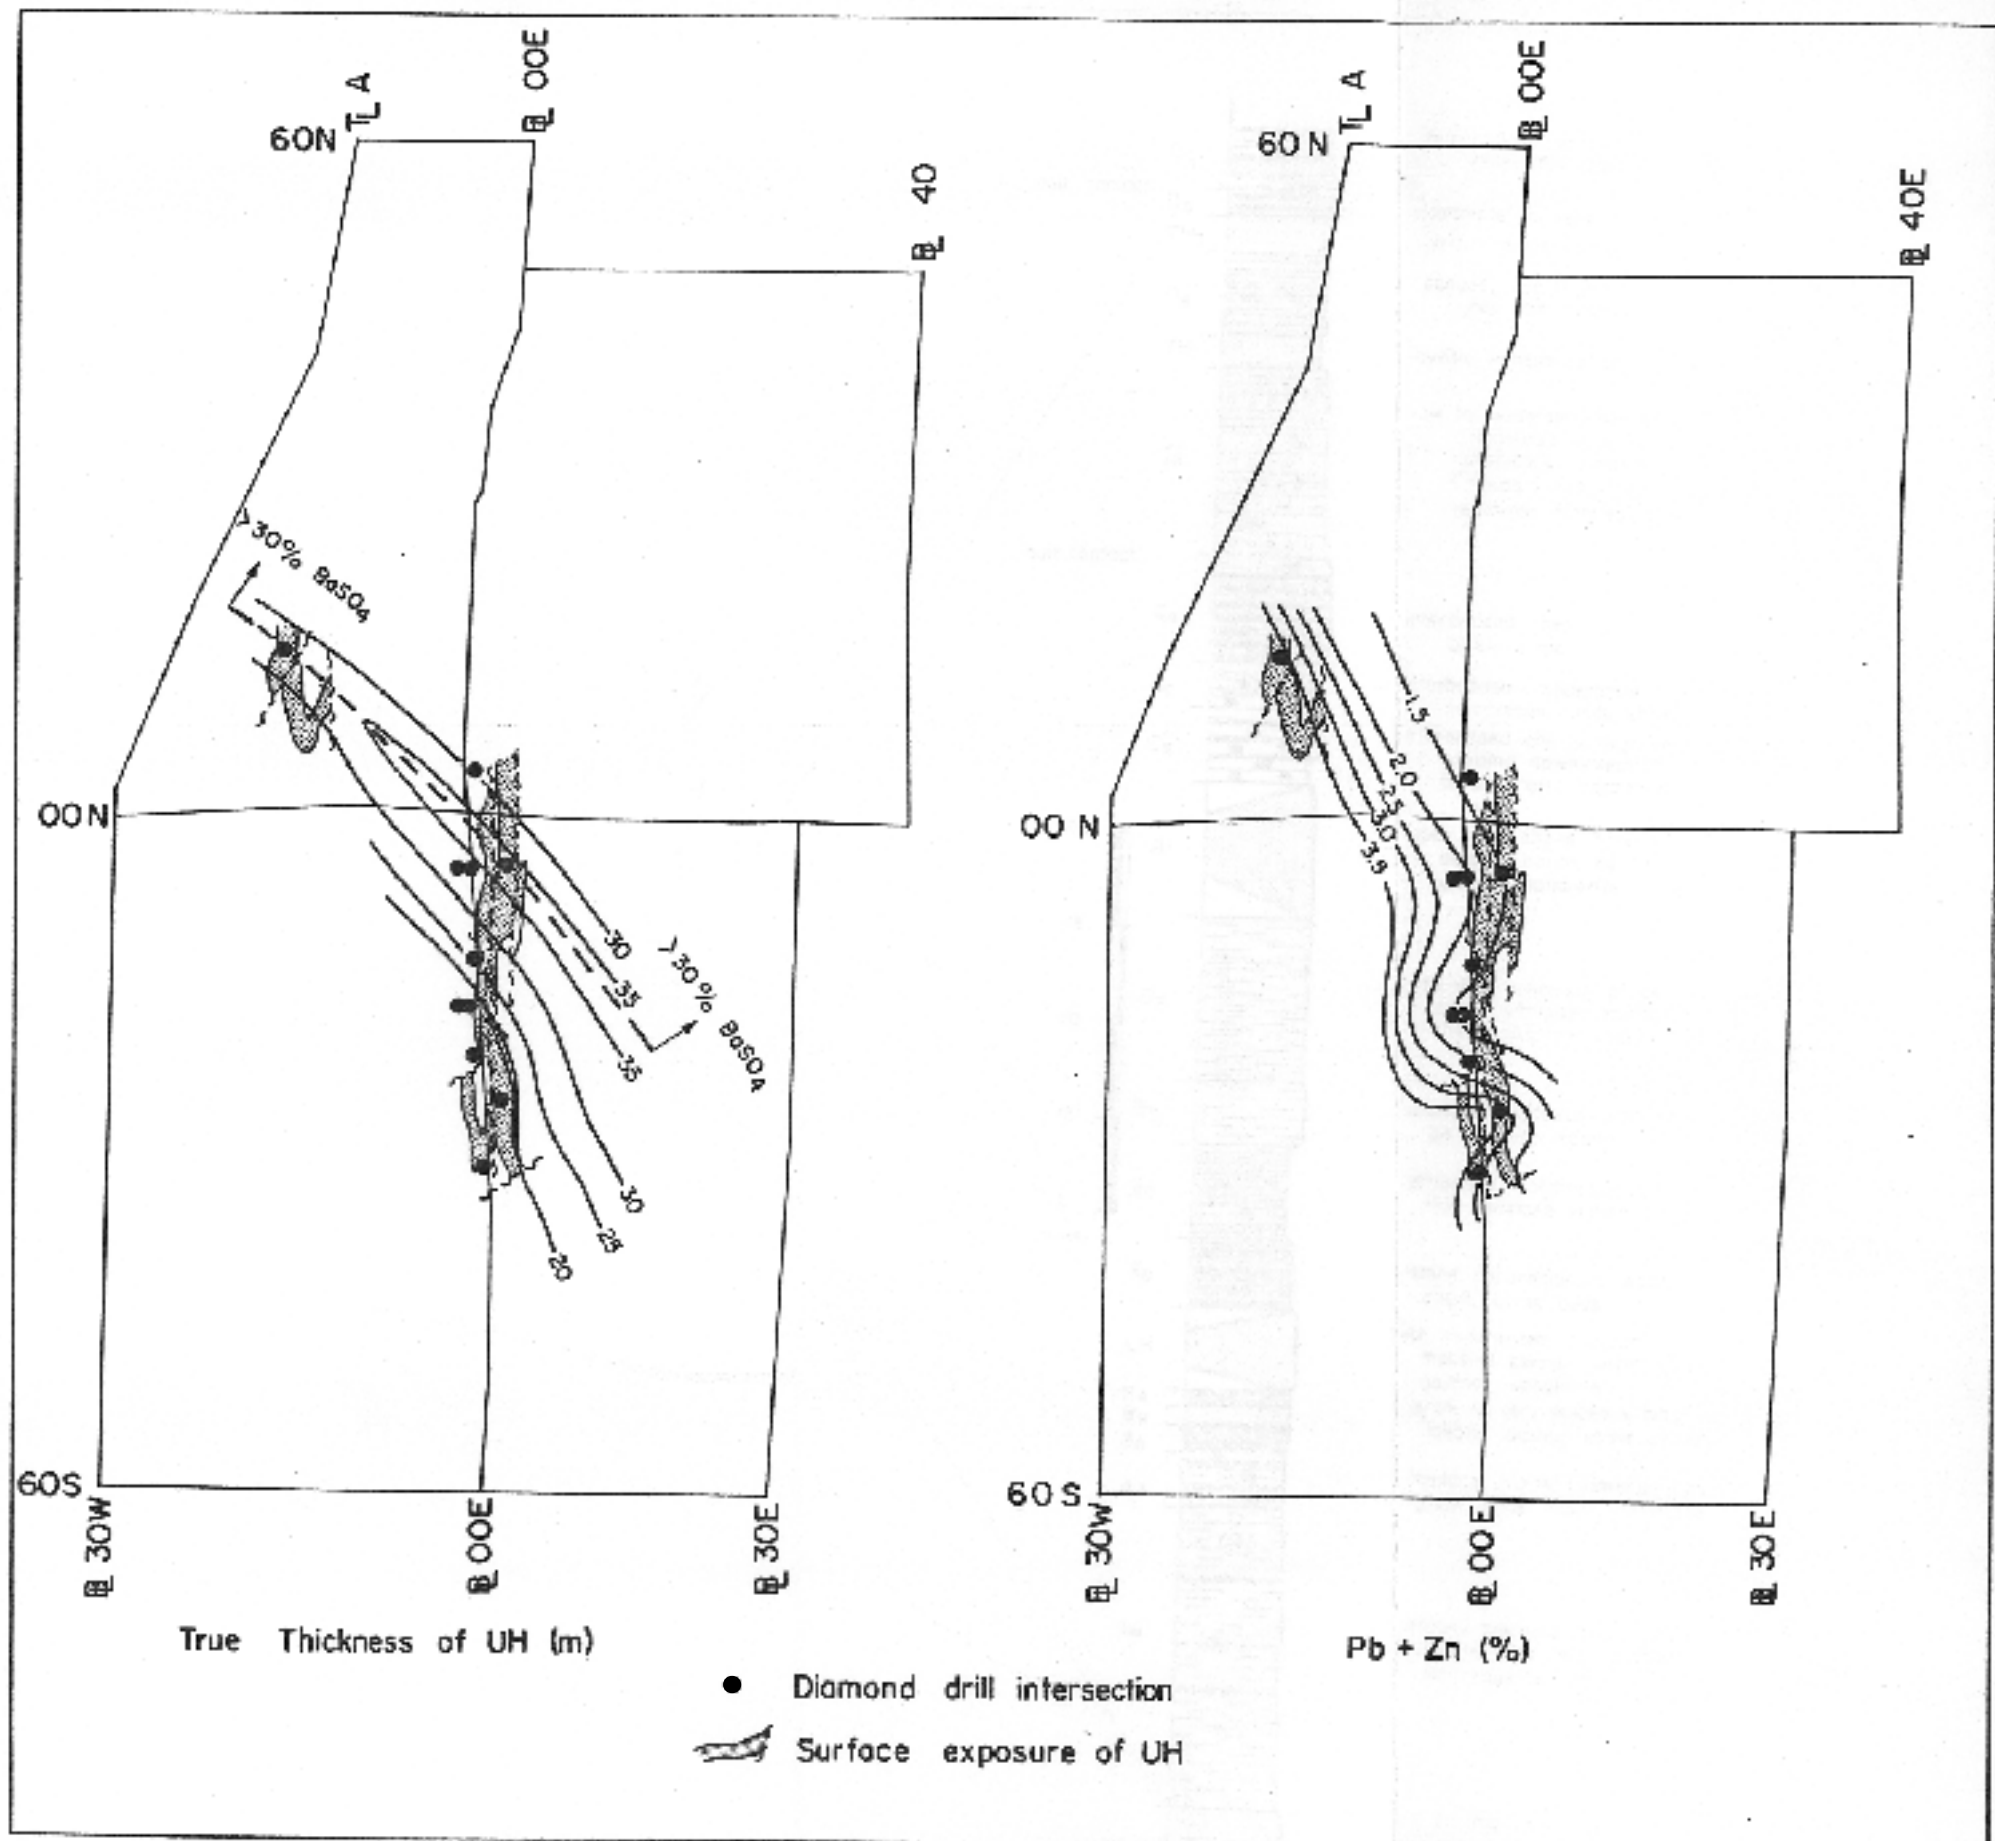 TL A
BL 00E
60N
BL 40
>30% BaSO4
00N
30
35
>30% BaSO4
35
30
25
20
60S
BL 30W
BL 00E
BL 30E
True Thickness of UH (m)
TL A
BL 00E
60 N
BL 40E
1.5
2.0
2.5
3.0
3.5
00 N
60 S
BL 30W
BL 00E
BL 30E
Pb + Zn (%)
Diamond drill intersection
Surface exposure of UH